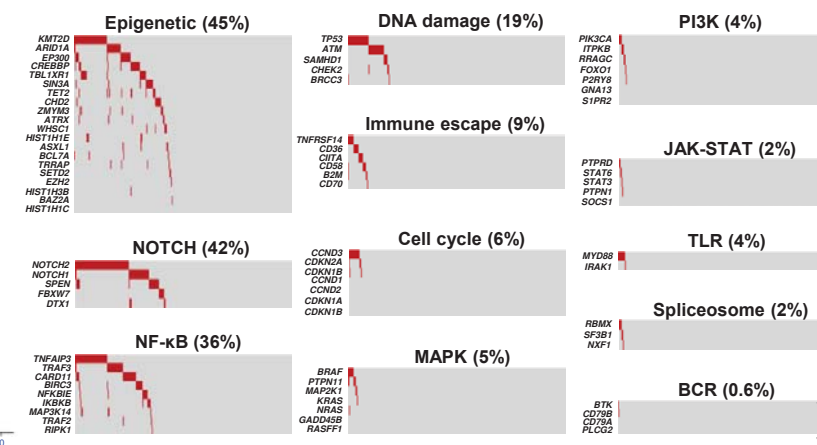 Epigenetic (45%)
KMT2D
ARID1A
EP300
CREBBP
TBL1XR1
SIN3A
TET2
CHD2
ZMYM3
ATRX
WHSC1
HIST1H1E
ASXL1
BCL7A
TRRAP
SETD2
EZH2
HIST1H3B
BAZ2A
HIST1H1C
NOTCH (42%)
NOTCH2
NOTCH1
SPEN
FBXW7
DTX1
NF-κB (36%)
TNFAIP3
TRAF3
CARD11
BIRC3
NFKBIE
IKBKB
MAP3K14
TRAF2
RIPK1
DNA damage (19%)
TP53
ATM
SAMHD1
CHEK2
BRCC3
Immune escape (9%)
TNFRSF14
CD36
CIITA
CD58
B2M
CD70
Cell cycle (6%)
CCND3
CDKN2A
CDKN1B
CCND1
CCND2
CDKN1A
CDKN1B
MAPK (5%)
BRAF
PTPN11
MAP2K1
KRAS
NRAS
GADD45B
RASFF1
PI3K (4%)
PIK3CA
ITPKB
RRAGC
FOXO1
P2RY8
GNA13
S1PR2
JAK-STAT (2%)
PTPRD
STAT6
STAT3
PTPN1
SOCS1
TLR (4%)
MYD88
IRAK1
Spliceosome (2%)
RBMX
SF3B1
NXF1
BCR (0.6%)
BTK
CD79B
CD79A
PLCG2
0